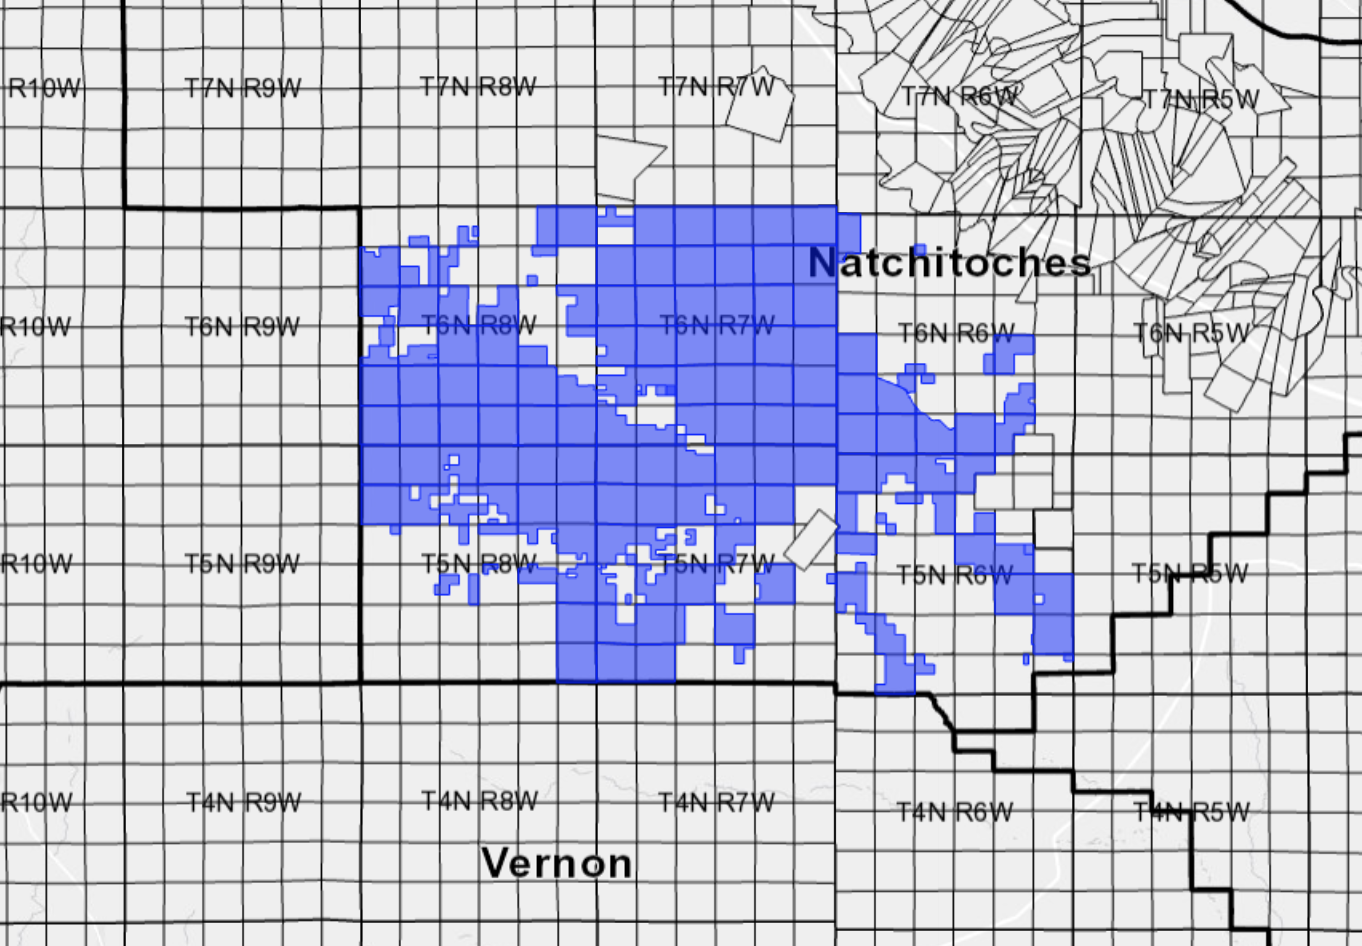 R10W T7N R9W T7N R8W T7N R7W T7N R6W T7N R5W
Natchitoches
R10W T6N R9W T6N R8W T6N R7W T6N R6W T6N R5W
R10W T5N R9W T5N R8W T5N R7W T5N R6W T5N R5W
R10W T4N R9W T4N R8W T4N R7W T4N R6W T4N R5W
Vernon